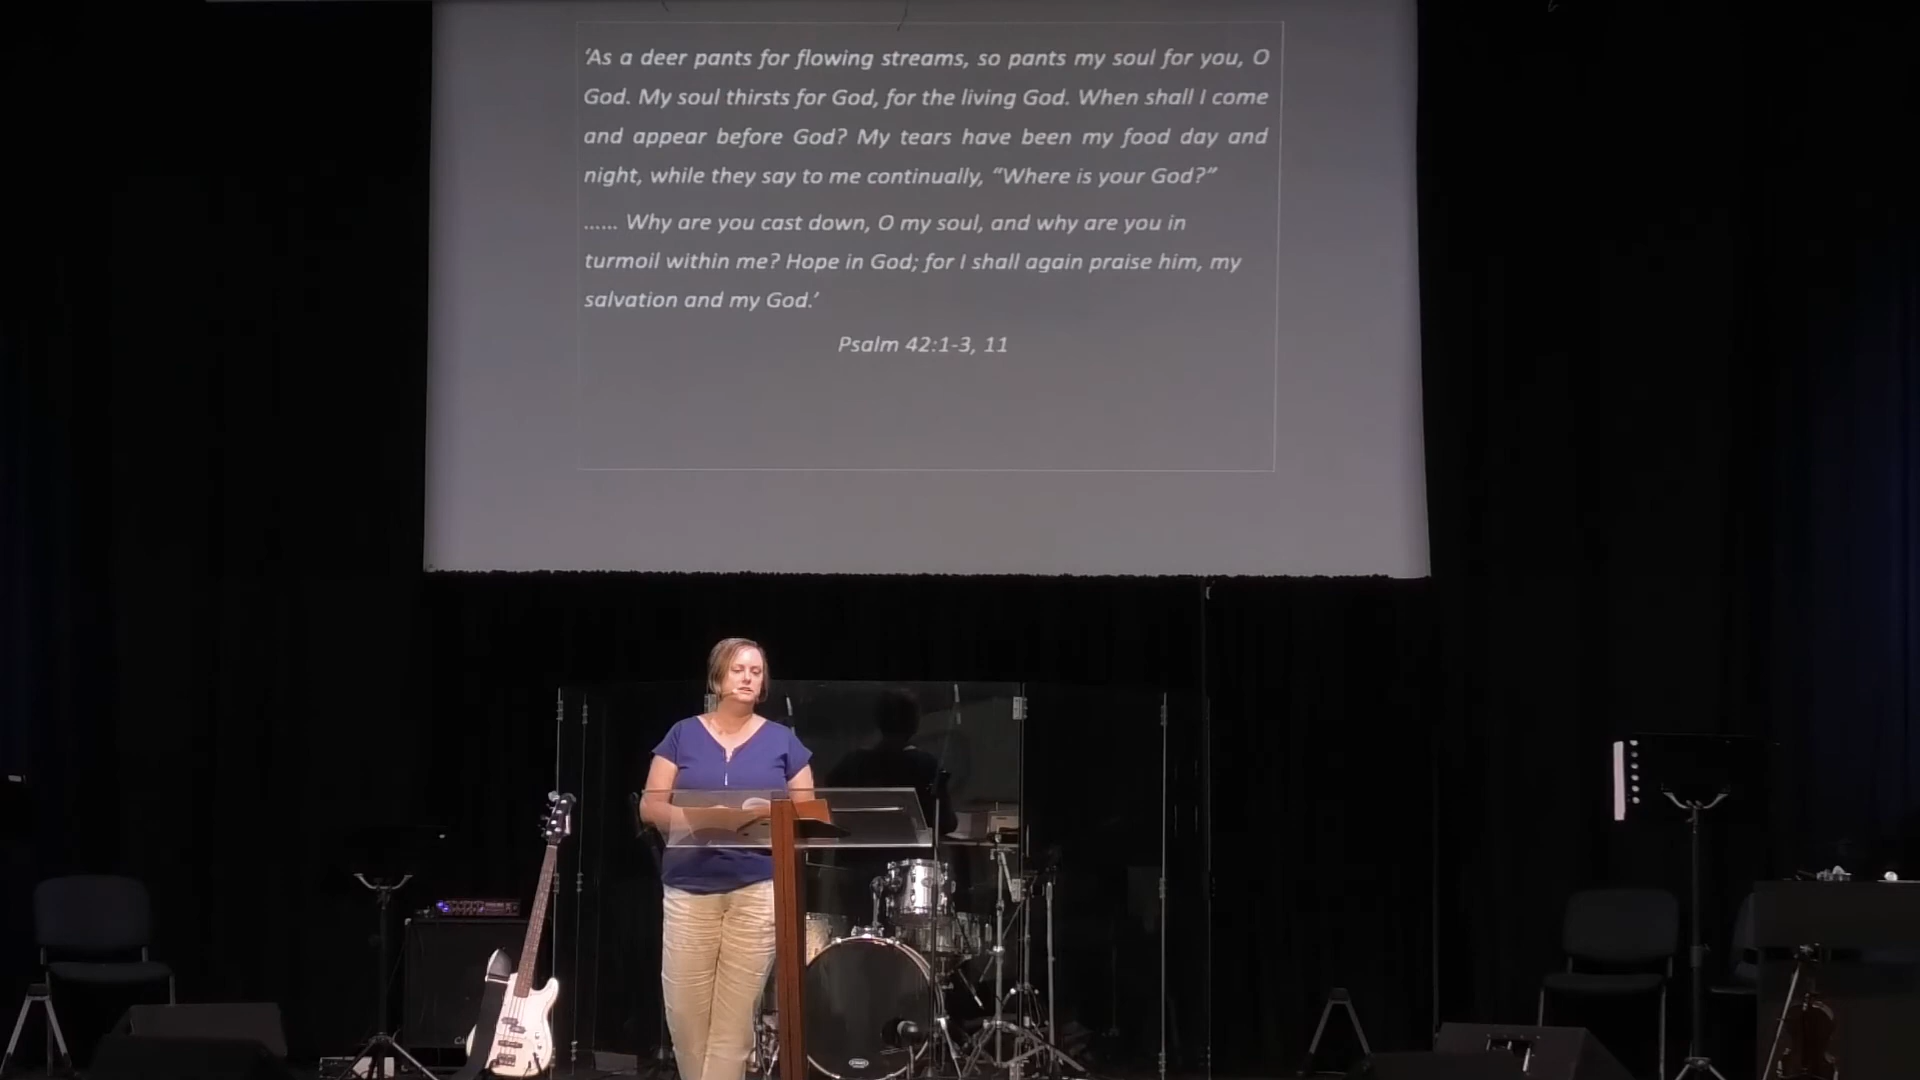 ‘As a deer pants for flowing streams, so pants my soul for you, O
God. My soul thirsts for God, for the living God. When shall I come
and appear before God? My tears have been my food day and
night, while they say to me continually, “Where is your God?”
...... Why are you cast down, O my soul, and why are you in
turmoil within me? Hope in God; for I shall again praise him, my
salvation and my God.’
Psalm 42:1-3, 11